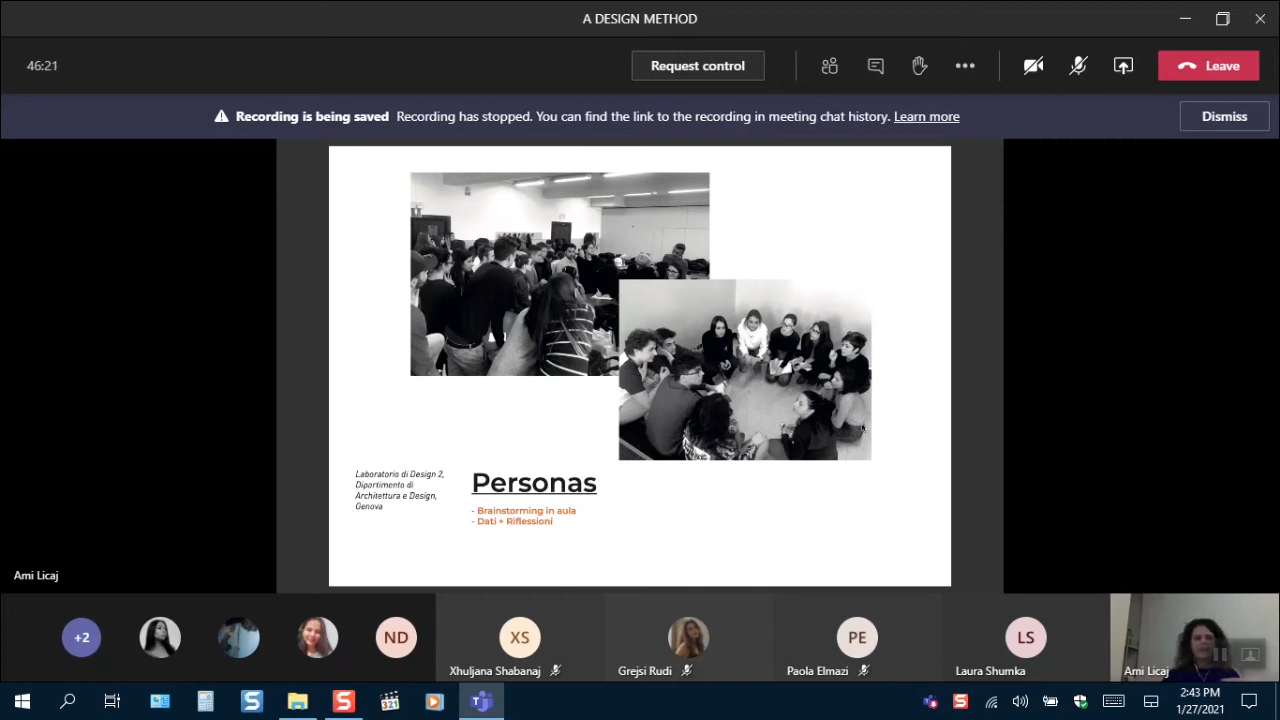 A DESIGN METHOD
46:21
Request control
Leave
Recording is being saved Recording has stopped. You can find the link to the recording in meeting chat history. Learn more
Dismiss
Laboratorio di Design 2,
Dipartimento di
Architettura e Design,
Genova
Personas
- Brainstorming in aula
- Dati + Riflessioni
Ami Licaj
+2
ND
XS
Xhuljana Shabanaj
Grejsi Rudi
PE
Paola Elmazi
LS
Laura Shumka
Ami Licaj
S
S
321
S
2:43 PM
1/27/2021